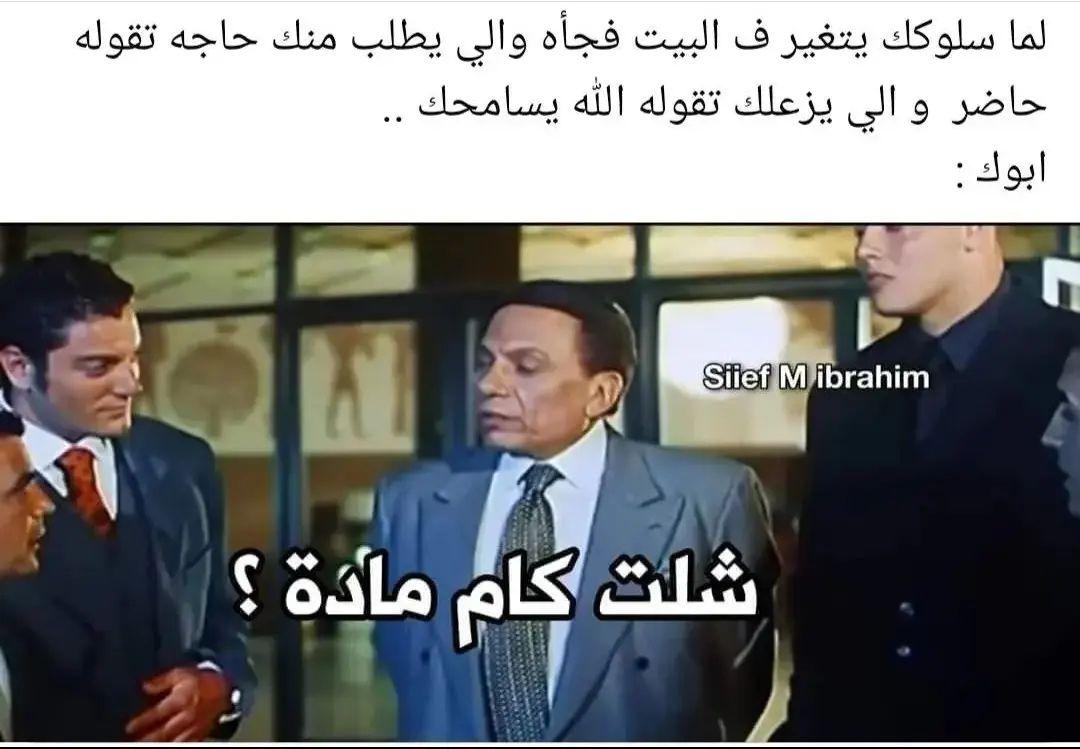 لما سلوكك يتغير ف البيت فجأه والي يطلب منك حاجه تقوله
حاضر و الي يزعلك تقوله الله يسامحك ..
ابوك :
Siief M ibrahim
شلت كام مادة ؟